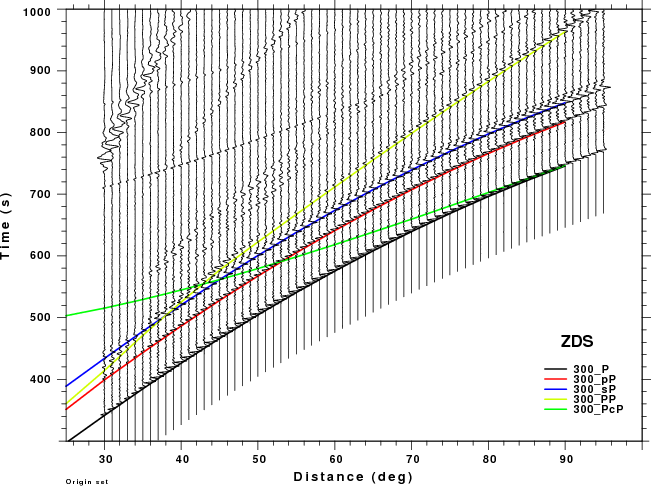 1000
900
800
700
600
500
400
Time (s)
30 40 50 60 70 80 90
Distance (deg)
Origin set
ZDS
300_P
300_pP
300_sP
300_PP
300_PcP